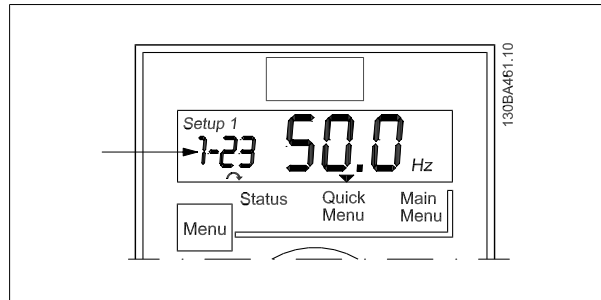 Setup 1
1-23 50.0 Hz
Status Quick Menu Main Menu
Menu
130BA461.10